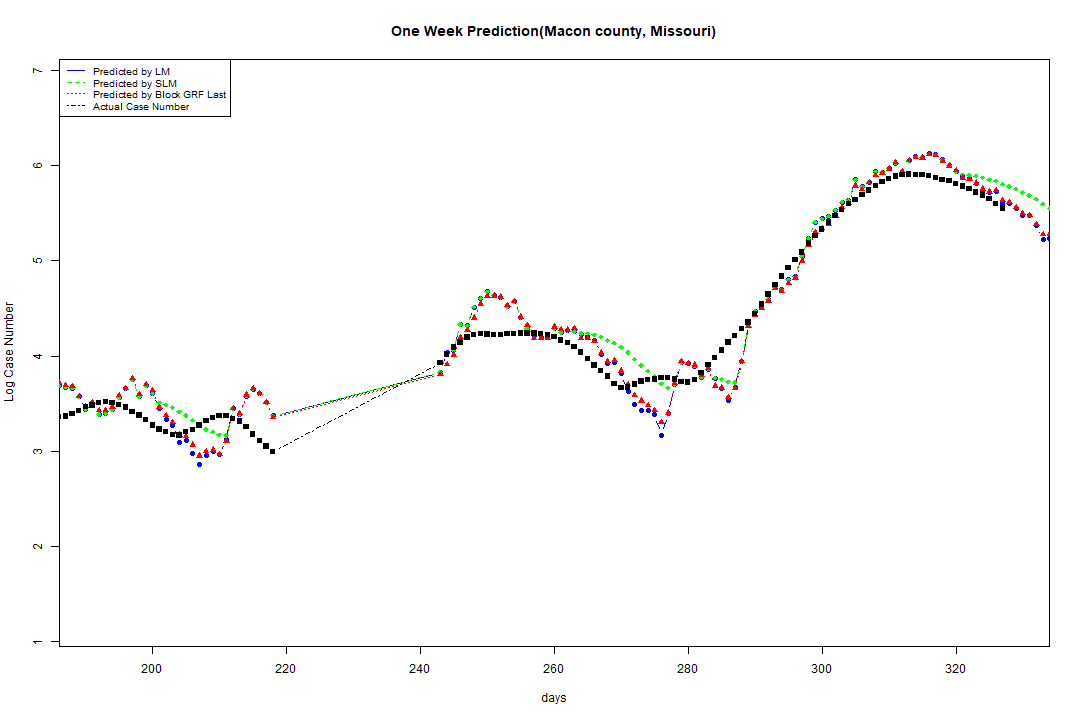 One Week Prediction(Macon county, Missouri)
Predicted by LM
Predicted by SLM
Predicted by Block GRF Last
Actual Case Number
7
6
5
4
3
2
1
Log Case Number
200 220 240 260 280 300 320
days